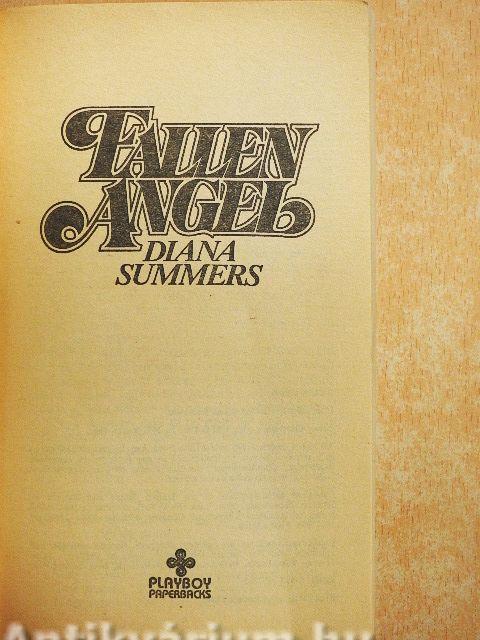 FALLEN
ANGEL
DIANA
SUMMERS
PLAYBOY
PAPERBACKS
Antikvárium.hu